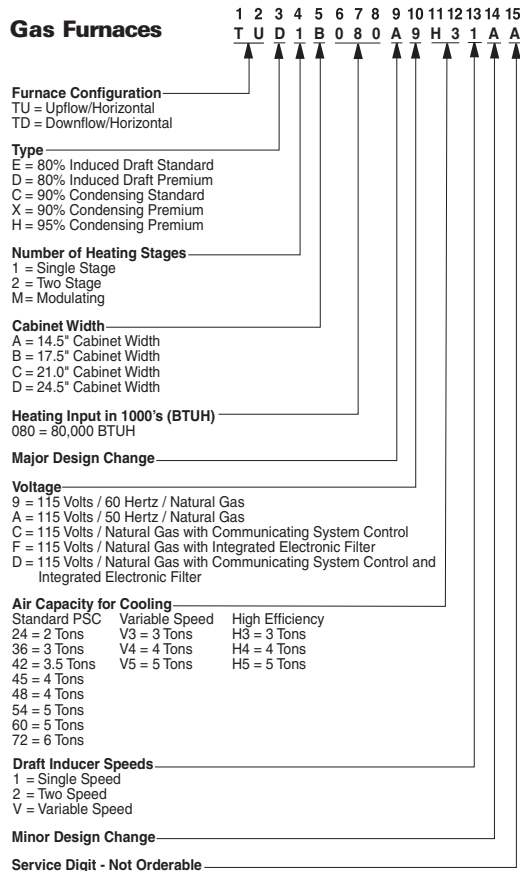 Gas Furnaces
1 2 3 4 5 6 7 8 9 10 11 12 13 14 15
T U D 1 B 0 8 0 A 9 H 3 1 A A
Furnace Configuration
TU = Upflow/Horizontal
TD = Downflow/Horizontal
Type
E = 80% Induced Draft Standard
D = 80% Induced Draft Premium
C = 90% Condensing Standard
X = 90% Condensing Premium
H = 95% Condensing Premium
Number of Heating Stages
1 = Single Stage
2 = Two Stage
M= Modulating
Cabinet Width
A = 14.5" Cabinet Width
B = 17.5" Cabinet Width
C = 21.0" Cabinet Width
D = 24.5" Cabinet Width
Heating Input in 1000's (BTUH)
080 = 80,000 BTUH
Major Design Change
Voltage
9 = 115 Volts / 60 Hertz / Natural Gas
A = 115 Volts / 50 Hertz / Natural Gas
C = 115 Volts / Natural Gas with Communicating System Control
F = 115 Volts / Natural Gas with Integrated Electronic Filter
D = 115 Volts / Natural Gas with Communicating System Control and
Integrated Electronic Filter
Air Capacity for Cooling
Standard PSC Variable Speed High Efficiency
24 = 2 Tons V3 = 3 Tons H3 = 3 Tons
36 = 3 Tons V4 = 4 Tons H4 = 4 Tons
42 = 3.5 Tons V5 = 5 Tons H5 = 5 Tons
45 = 4 Tons
48 = 4 Tons
54 = 5 Tons
60 = 5 Tons
72 = 6 Tons
Draft Inducer Speeds
1 = Single Speed
2 = Two Speed
V = Variable Speed
Minor Design Change
Service Digit - Not Orderable